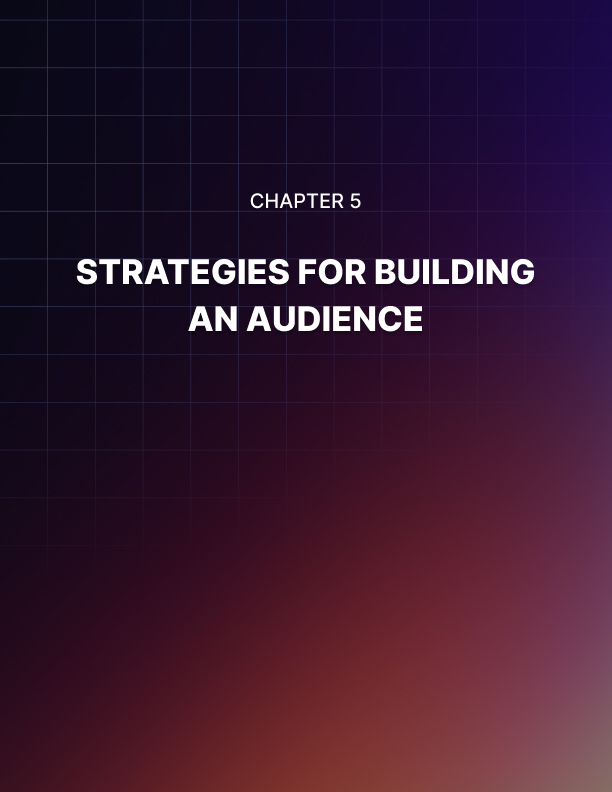 CHAPTER 5
STRATEGIES FOR BUILDING
AN AUDIENCE